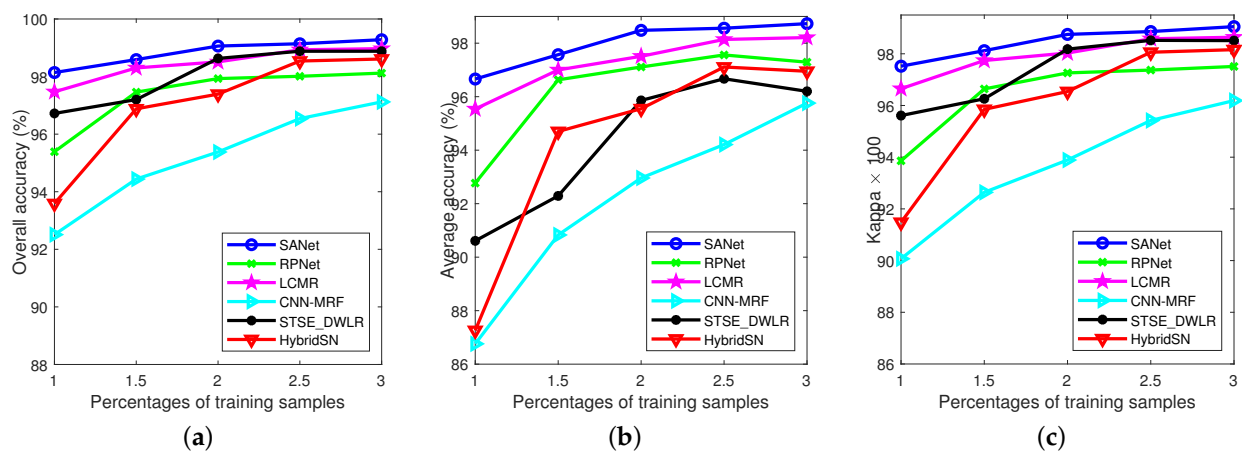 Overall accuracy (%)
100
98
96
94
92
90
88
1
1.5
2
2.5
3
Percentages of training samples
SANet
RPNet
LCMR
CNN-MRF
STSE_DWLR
HybridSN
(a)
Average accuracy (%)
98
96
94
92
90
88
86
1
1.5
2
2.5
3
Percentages of training samples
SANet
RPNet
LCMR
CNN-MRF
STSE_DWLR
HybridSN
(b)
Kappa × 100
98
96
94
92
90
88
86
1
1.5
2
2.5
3
Percentages of training samples
SANet
RPNet
LCMR
CNN-MRF
STSE_DWLR
HybridSN
(c)